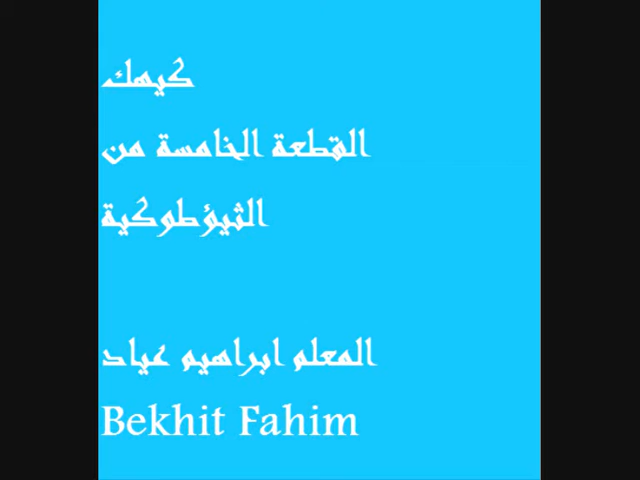 كيهك
القطعة الخامسة من
الثيؤطوكية
المعلم ابراهيم عياد
Bekhit Fahim